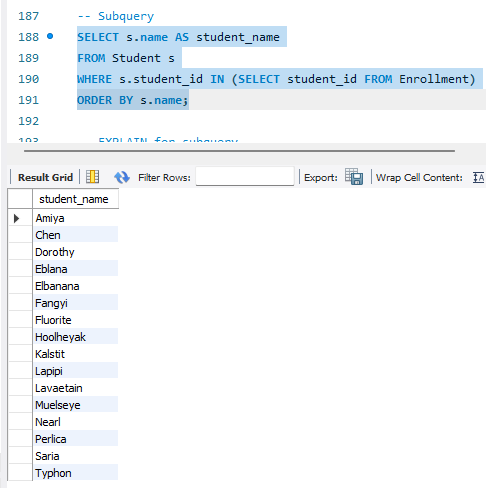 187 -- Subquery
188 SELECT s.name AS student_name
189 FROM Student s
190 WHERE s.student_id IN (SELECT student_id FROM Enrollment)
191 ORDER BY s.name;
192
193 -- EXPLAIN for subquery
Result Grid Filter Rows: Export: Wrap Cell Content:
student_name
Amiya
Chen
Dorothy
Eblana
Elbanana
Fangyi
Fluorite
Hoolheyak
Kalstit
Lapipi
Lavaetain
Muelseye
Nearl
Perlica
Saria
Typhon